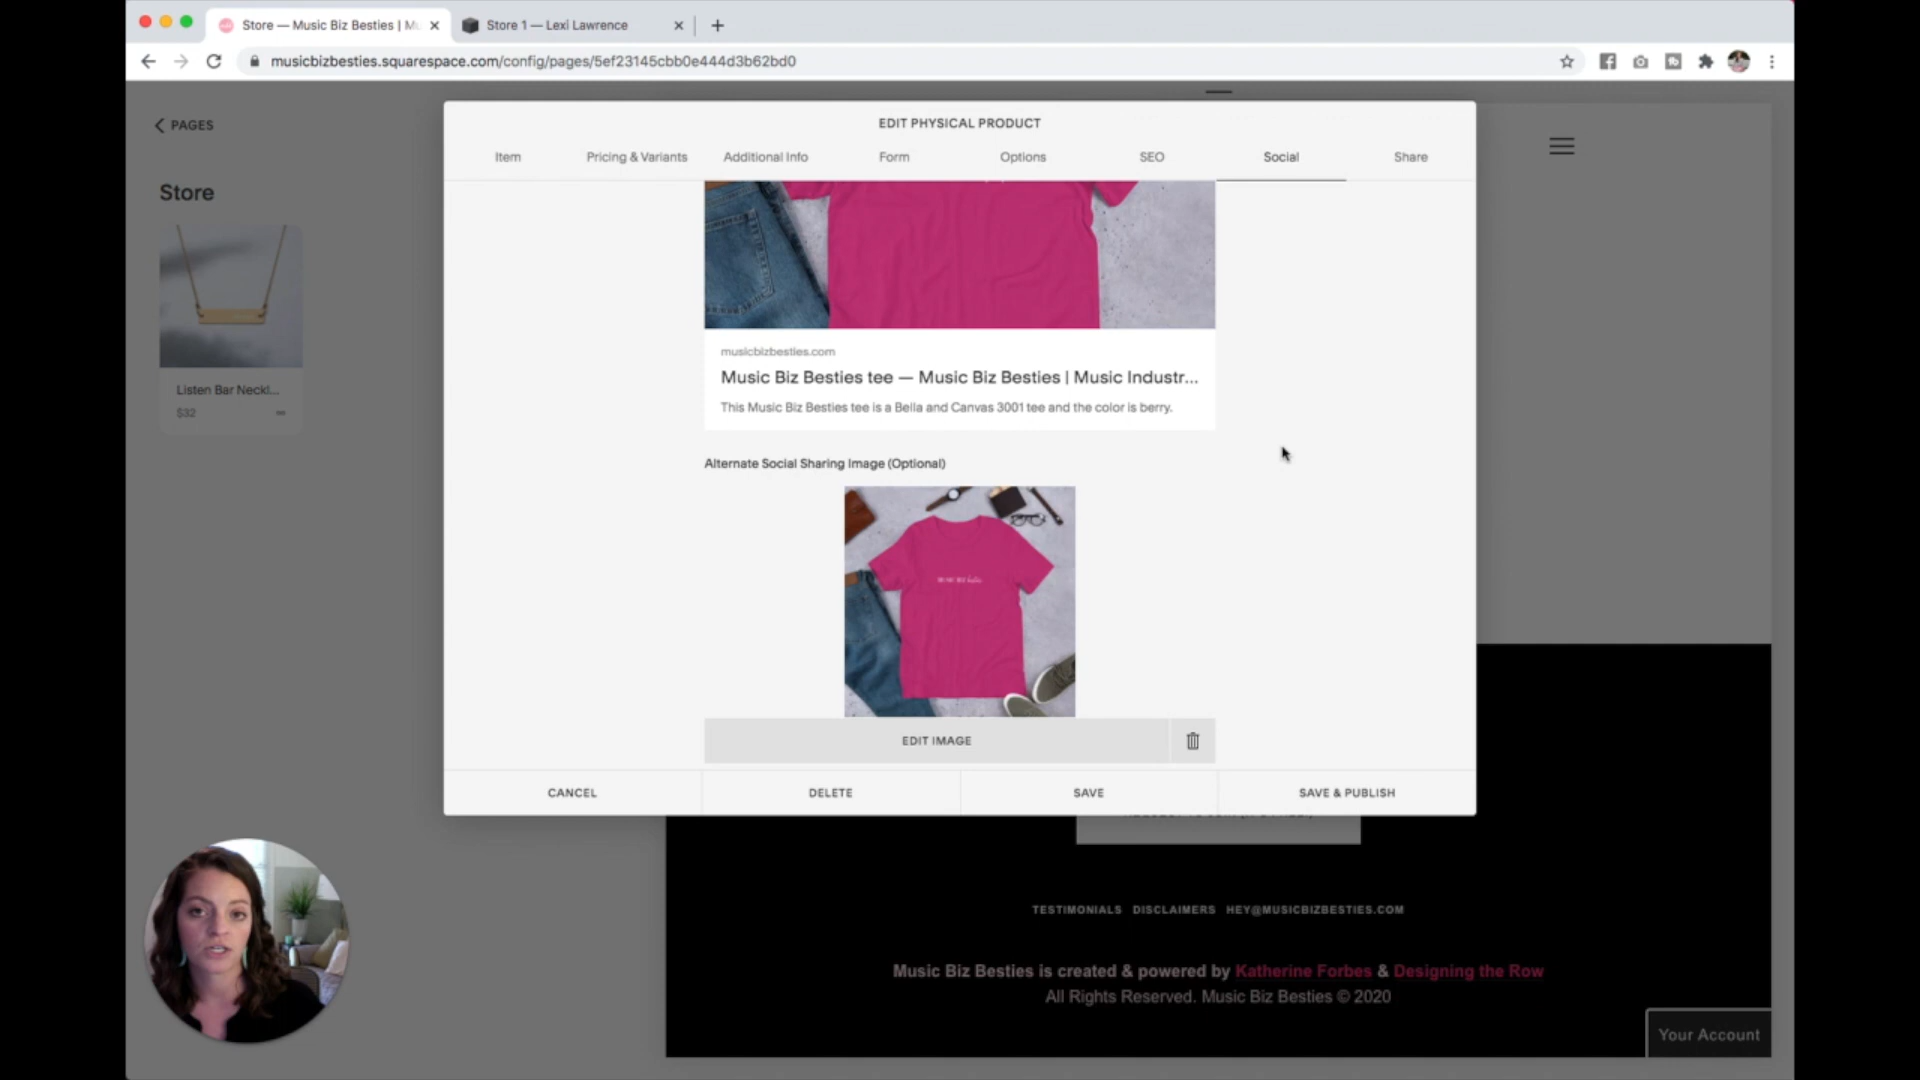 Store — Music Biz Besties | Mu
Store 1 — Lexi Lawrence
musicbizbesties.squarespace.com/config/pages/5ef23145cbb0e444d3b62bd0
PAGES
EDIT PHYSICAL PRODUCT
Item
Pricing & Variants
Additional Info
Form
Options
SEO
Social
Share
Store
musicbizbesties.com
Music Biz Besties tee — Music Biz Besties | Music Industr...
This Music Biz Besties tee is a Bella and Canvas 3001 tee and the color is berry.
Listen Bar Neckl...
$32
Alternate Social Sharing Image (Optional)
EDIT IMAGE
CANCEL
DELETE
SAVE
SAVE & PUBLISH
TESTIMONIALS DISCLAIMERS HEY@MUSICBIZBESTIES.COM
Music Biz Besties is created & powered by Katherine Forbes & Designing the Row
All Rights Reserved. Music Biz Besties © 2020
Your Account